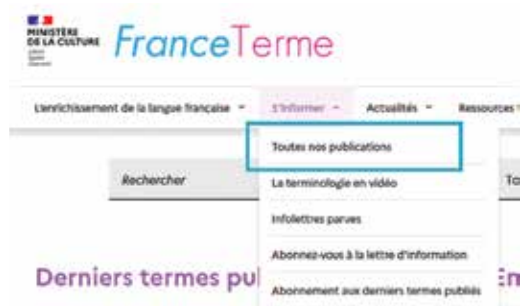 MINISTÈRE
DE LA CULTURE
FranceTerme
L'enrichissement de la langue française
S'informer
Actualités
Ressources
Toutes nos publications
Rechercher
La terminologie en vidéo
Infolettres parues
Abonnez-vous à la lettre d'information
Derniers termes pu
Abonnement aux derniers termes publiés